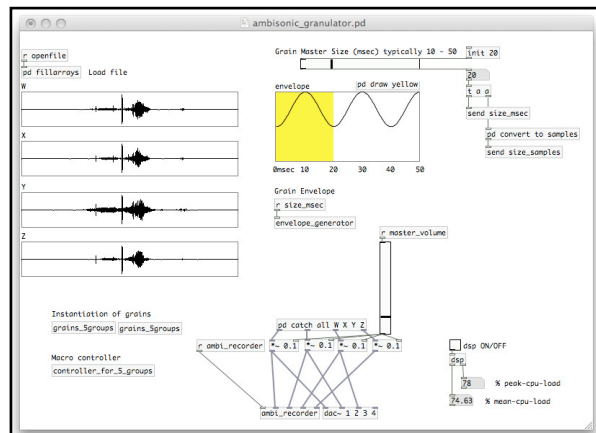 ambisonic_granulator.pd
r openfile
pd fillarrays Load file
W
X
Y
Z
Grain Master Size (msec) typically 10 - 50
init 20
20
t a a
send size_msec
pd convert to samples
send size_samples
envelope
pd draw yellow
0msec 10 20 30 40 50
Grain Envelope
r size_msec
envelope_generator
r master_volume
Instantiation of grains
grains_5groups grains_5groups
Macro controller
controller_for_5_groups
pd catch all W X Y Z
r ambi_recorder *~ 0.1 *~ 0.1 *~ 0.1 *~ 0.1
ambi_recorder dac~ 1 2 3 4
dsp ON/OFF
dsp
78 % peak-cpu-load
74.63 % mean-cpu-load